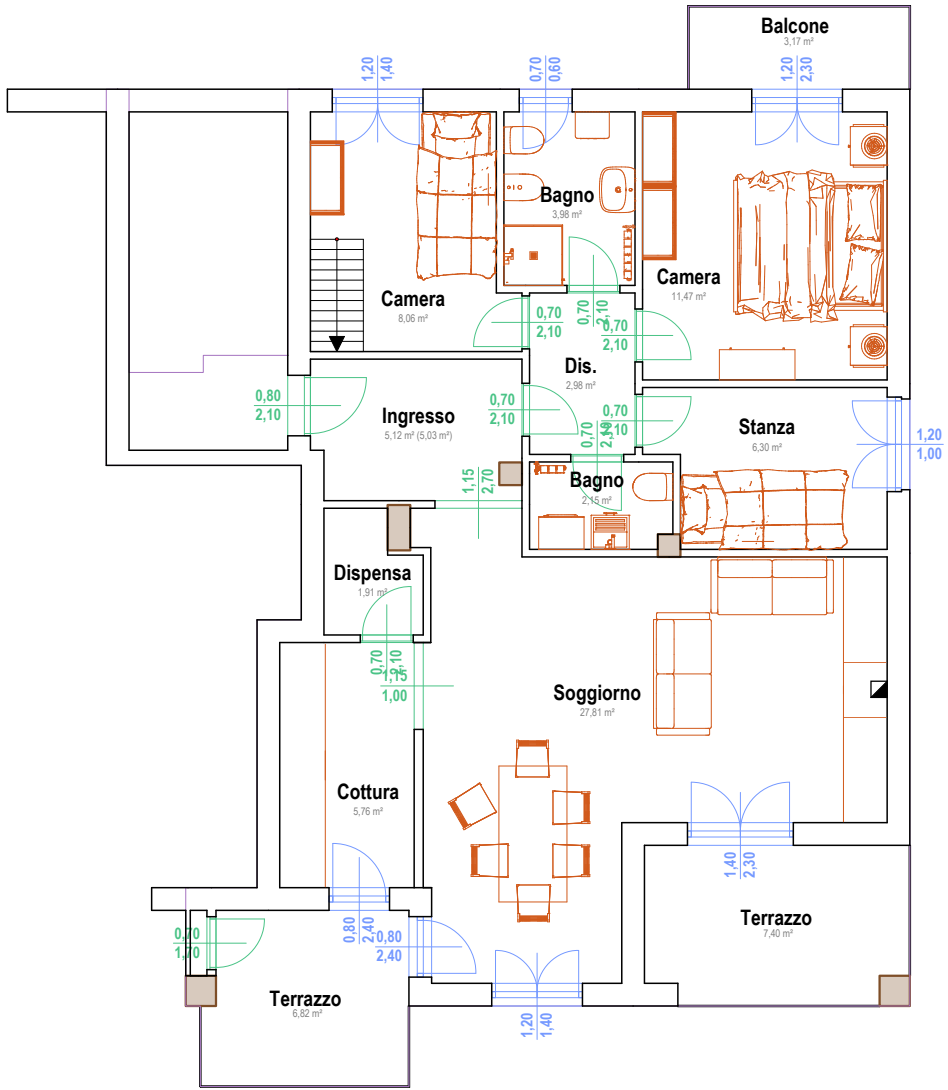 Balcone
3,17 m²
1,20
1,40
0,70
0,60
1,20
2,30
Bagno
3,98 m²
Camera
11,47 m²
Camera
8,06 m²
0,70
2,10
0,70
2,10
0,70
2,10
Dis.
2,98 m²
0,80
2,10
Ingresso
5,12 m² (5,03 m²)
0,70
2,10
0,70
2,10
Stanza
6,30 m²
1,20
1,00
0,70
2,10
1,15
2,70
Bagno
2,15 m²
Dispensa
1,91 m²
0,70
2,10
1,15
1,00
Soggiorno
27,81 m²
Cottura
5,76 m²
1,40
2,30
0,70
1,70
0,80
2,40
0,80
2,40
Terrazzo
7,40 m²
Terrazzo
6,82 m²
1,20
1,40